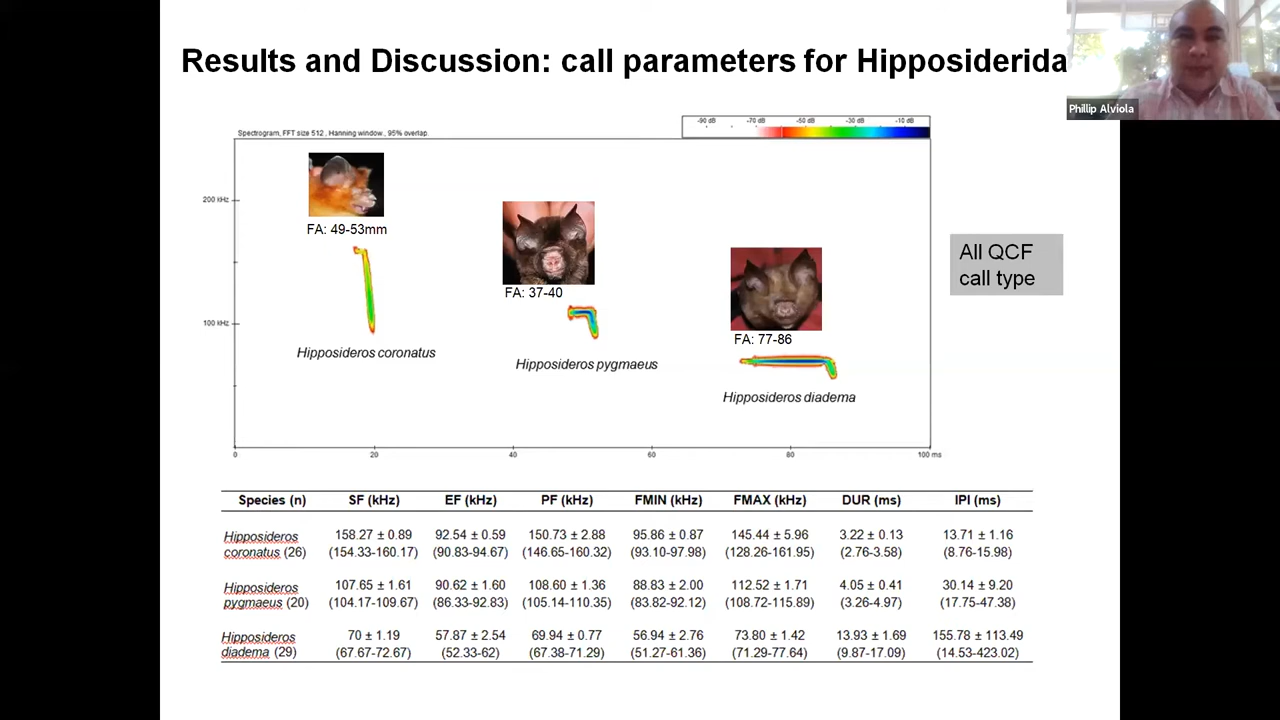 Results and Discussion: call parameters for Hipposiderida
Phillip Alviola
Spectrogram, FFT size 512, Hanning window, 95% overlap.
-90 dB -70 dB -50 dB -30 dB -10 dB
200 kHz
100 kHz
FA: 49-53mm
Hipposideros coronatus
FA: 37-40
Hipposideros pygmaeus
FA: 77-86
Hipposideros diadema
All QCF
call type
0 20 40 60 80 100 ms
Species (n) SF (kHz) EF (kHz) PF (kHz) FMIN (kHz) FMAX (kHz) DUR (ms) IPI (ms)
Hipposideros 158.27 ± 0.89 92.54 ± 0.59 150.73 ± 2.88 95.86 ± 0.87 145.44 ± 5.96 3.22 ± 0.13 13.71 ± 1.16
coronatus (26) (154.33-160.17) (90.83-94.67) (146.65-160.32) (93.10-97.98) (128.26-161.95) (2.76-3.58) (8.76-15.98)
Hipposideros 107.65 ± 1.61 90.62 ± 1.60 108.60 ± 1.36 88.83 ± 2.00 112.52 ± 1.71 4.05 ± 0.41 30.14 ± 9.20
pygmaeus (20) (104.17-109.67) (86.33-92.83) (105.14-110.35) (83.82-92.12) (108.72-115.89) (3.26-4.97) (17.75-47.38)
Hipposideros 70 ± 1.19 57.87 ± 2.54 69.94 ± 0.77 56.94 ± 2.76 73.80 ± 1.42 13.93 ± 1.69 155.78 ± 113.49
diadema (29) (67.67-72.67) (52.33-62) (67.38-71.29) (51.27-61.36) (71.29-77.64) (9.87-17.09) (14.53-423.02)